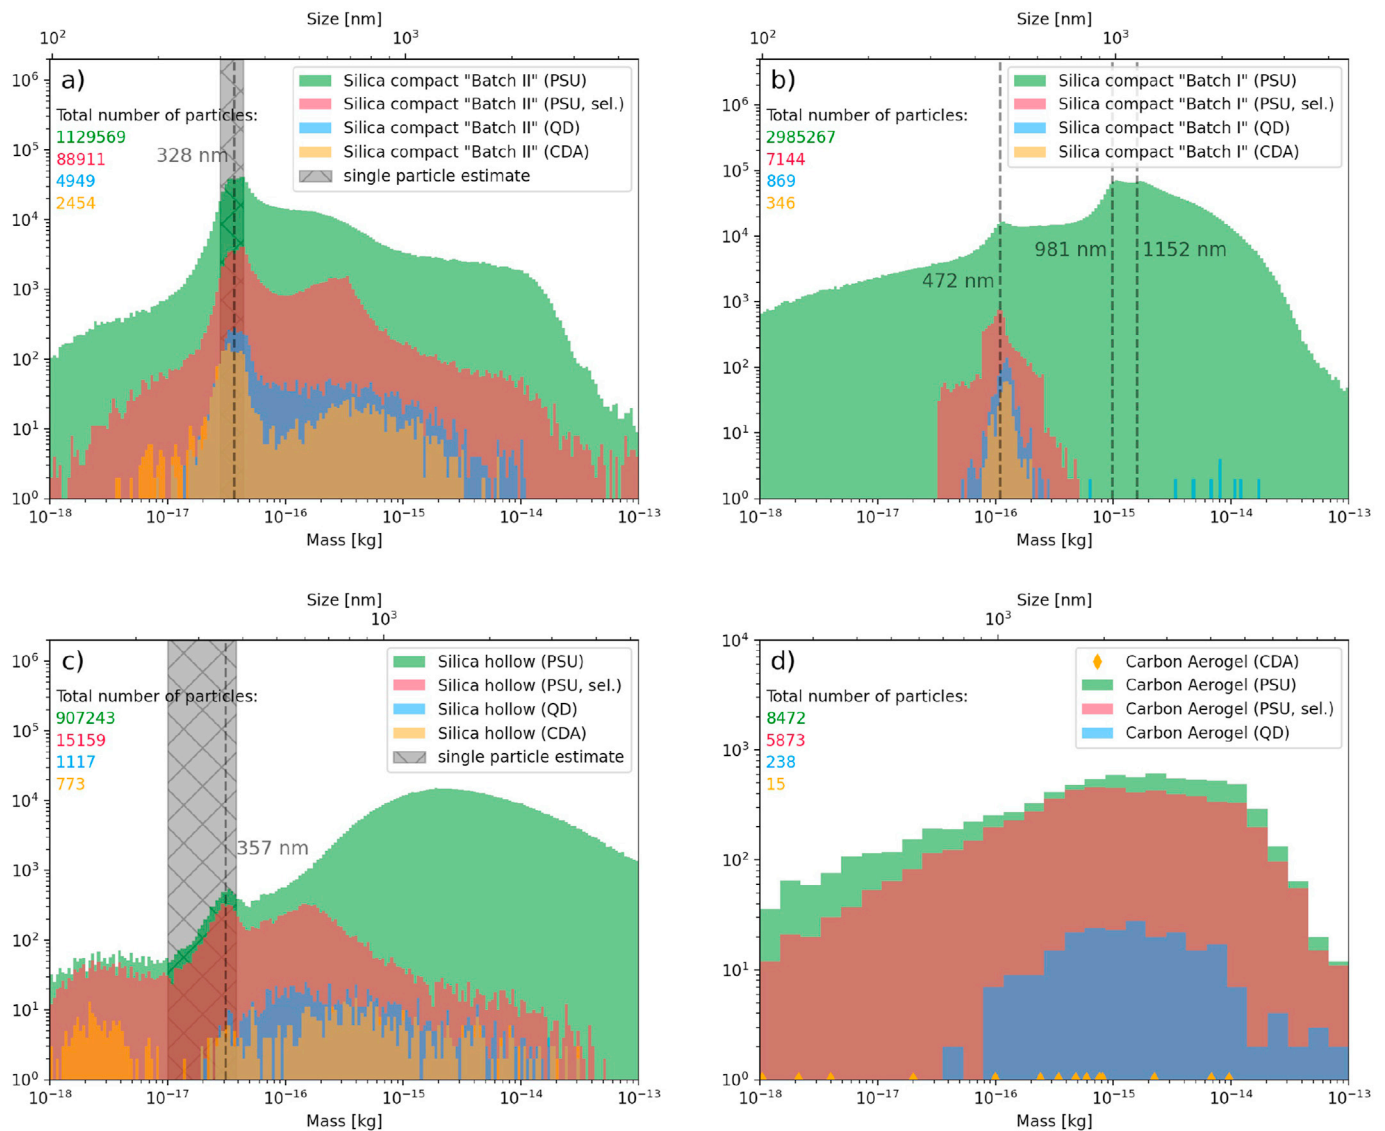 Size [nm]
10² 10³
a)
Silica compact "Batch II" (PSU)
Silica compact "Batch II" (PSU, sel.)
Silica compact "Batch II" (QD)
Silica compact "Batch II" (CDA)
single particle estimate
Total number of particles:
1129569
88911
4949
2454
328 nm
10⁶
10⁵
10⁴
10³
10²
10¹
10⁰
10⁻¹⁸ 10⁻¹⁷ 10⁻¹⁶ 10⁻¹⁵ 10⁻¹⁴ 10⁻¹³
Mass [kg]
Size [nm]
10² 10³
b)
Silica compact "Batch I" (PSU)
Silica compact "Batch I" (PSU, sel.)
Silica compact "Batch I" (QD)
Silica compact "Batch I" (CDA)
Total number of particles:
2985267
7144
869
346
981 nm
1152 nm
472 nm
10⁶
10⁵
10⁴
10³
10²
10¹
10⁰
10⁻¹⁸ 10⁻¹⁷ 10⁻¹⁶ 10⁻¹⁵ 10⁻¹⁴ 10⁻¹³
Mass [kg]
Size [nm]
10³
c)
Silica hollow (PSU)
Silica hollow (PSU, sel.)
Silica hollow (QD)
Silica hollow (CDA)
single particle estimate
Total number of particles:
907243
15159
1117
773
357 nm
10⁶
10⁵
10⁴
10³
10²
10¹
10⁰
10⁻¹⁸ 10⁻¹⁷ 10⁻¹⁶ 10⁻¹⁵ 10⁻¹⁴ 10⁻¹³
Mass [kg]
Size [nm]
10³
d)
Carbon Aerogel (CDA)
Carbon Aerogel (PSU)
Carbon Aerogel (PSU, sel.)
Carbon Aerogel (QD)
Total number of particles:
8472
5873
238
15
10⁴
10³
10²
10¹
10⁰
10⁻¹⁸ 10⁻¹⁷ 10⁻¹⁶ 10⁻¹⁵ 10⁻¹⁴ 10⁻¹³
Mass [kg]